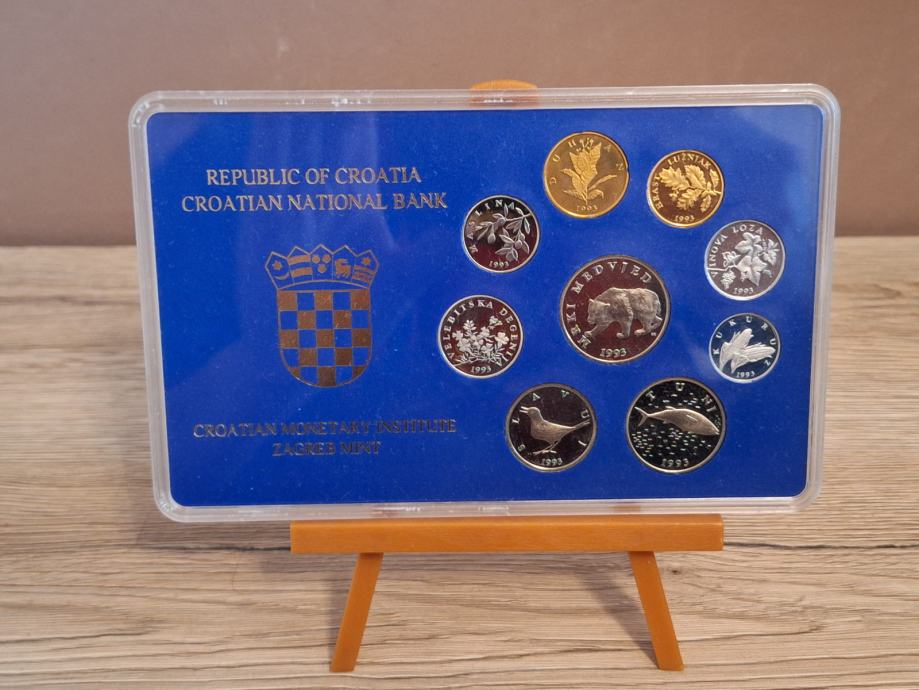 REPUBLIC OF CROATIA
CROATIAN NATIONAL BANK
CROATIAN MONETARY INSTITUTE
ZAGREB MINT
DUHAN
1993
HRAST LUŽNJAK
1993
MASLINA
1993
VINOVA LOZA
1993
MRKI MEDVJED
1993
VELEBITSKA DEGENIJA
1993
KUKURUZ
1993
SLAVUJ
1993
TUNJ
1993